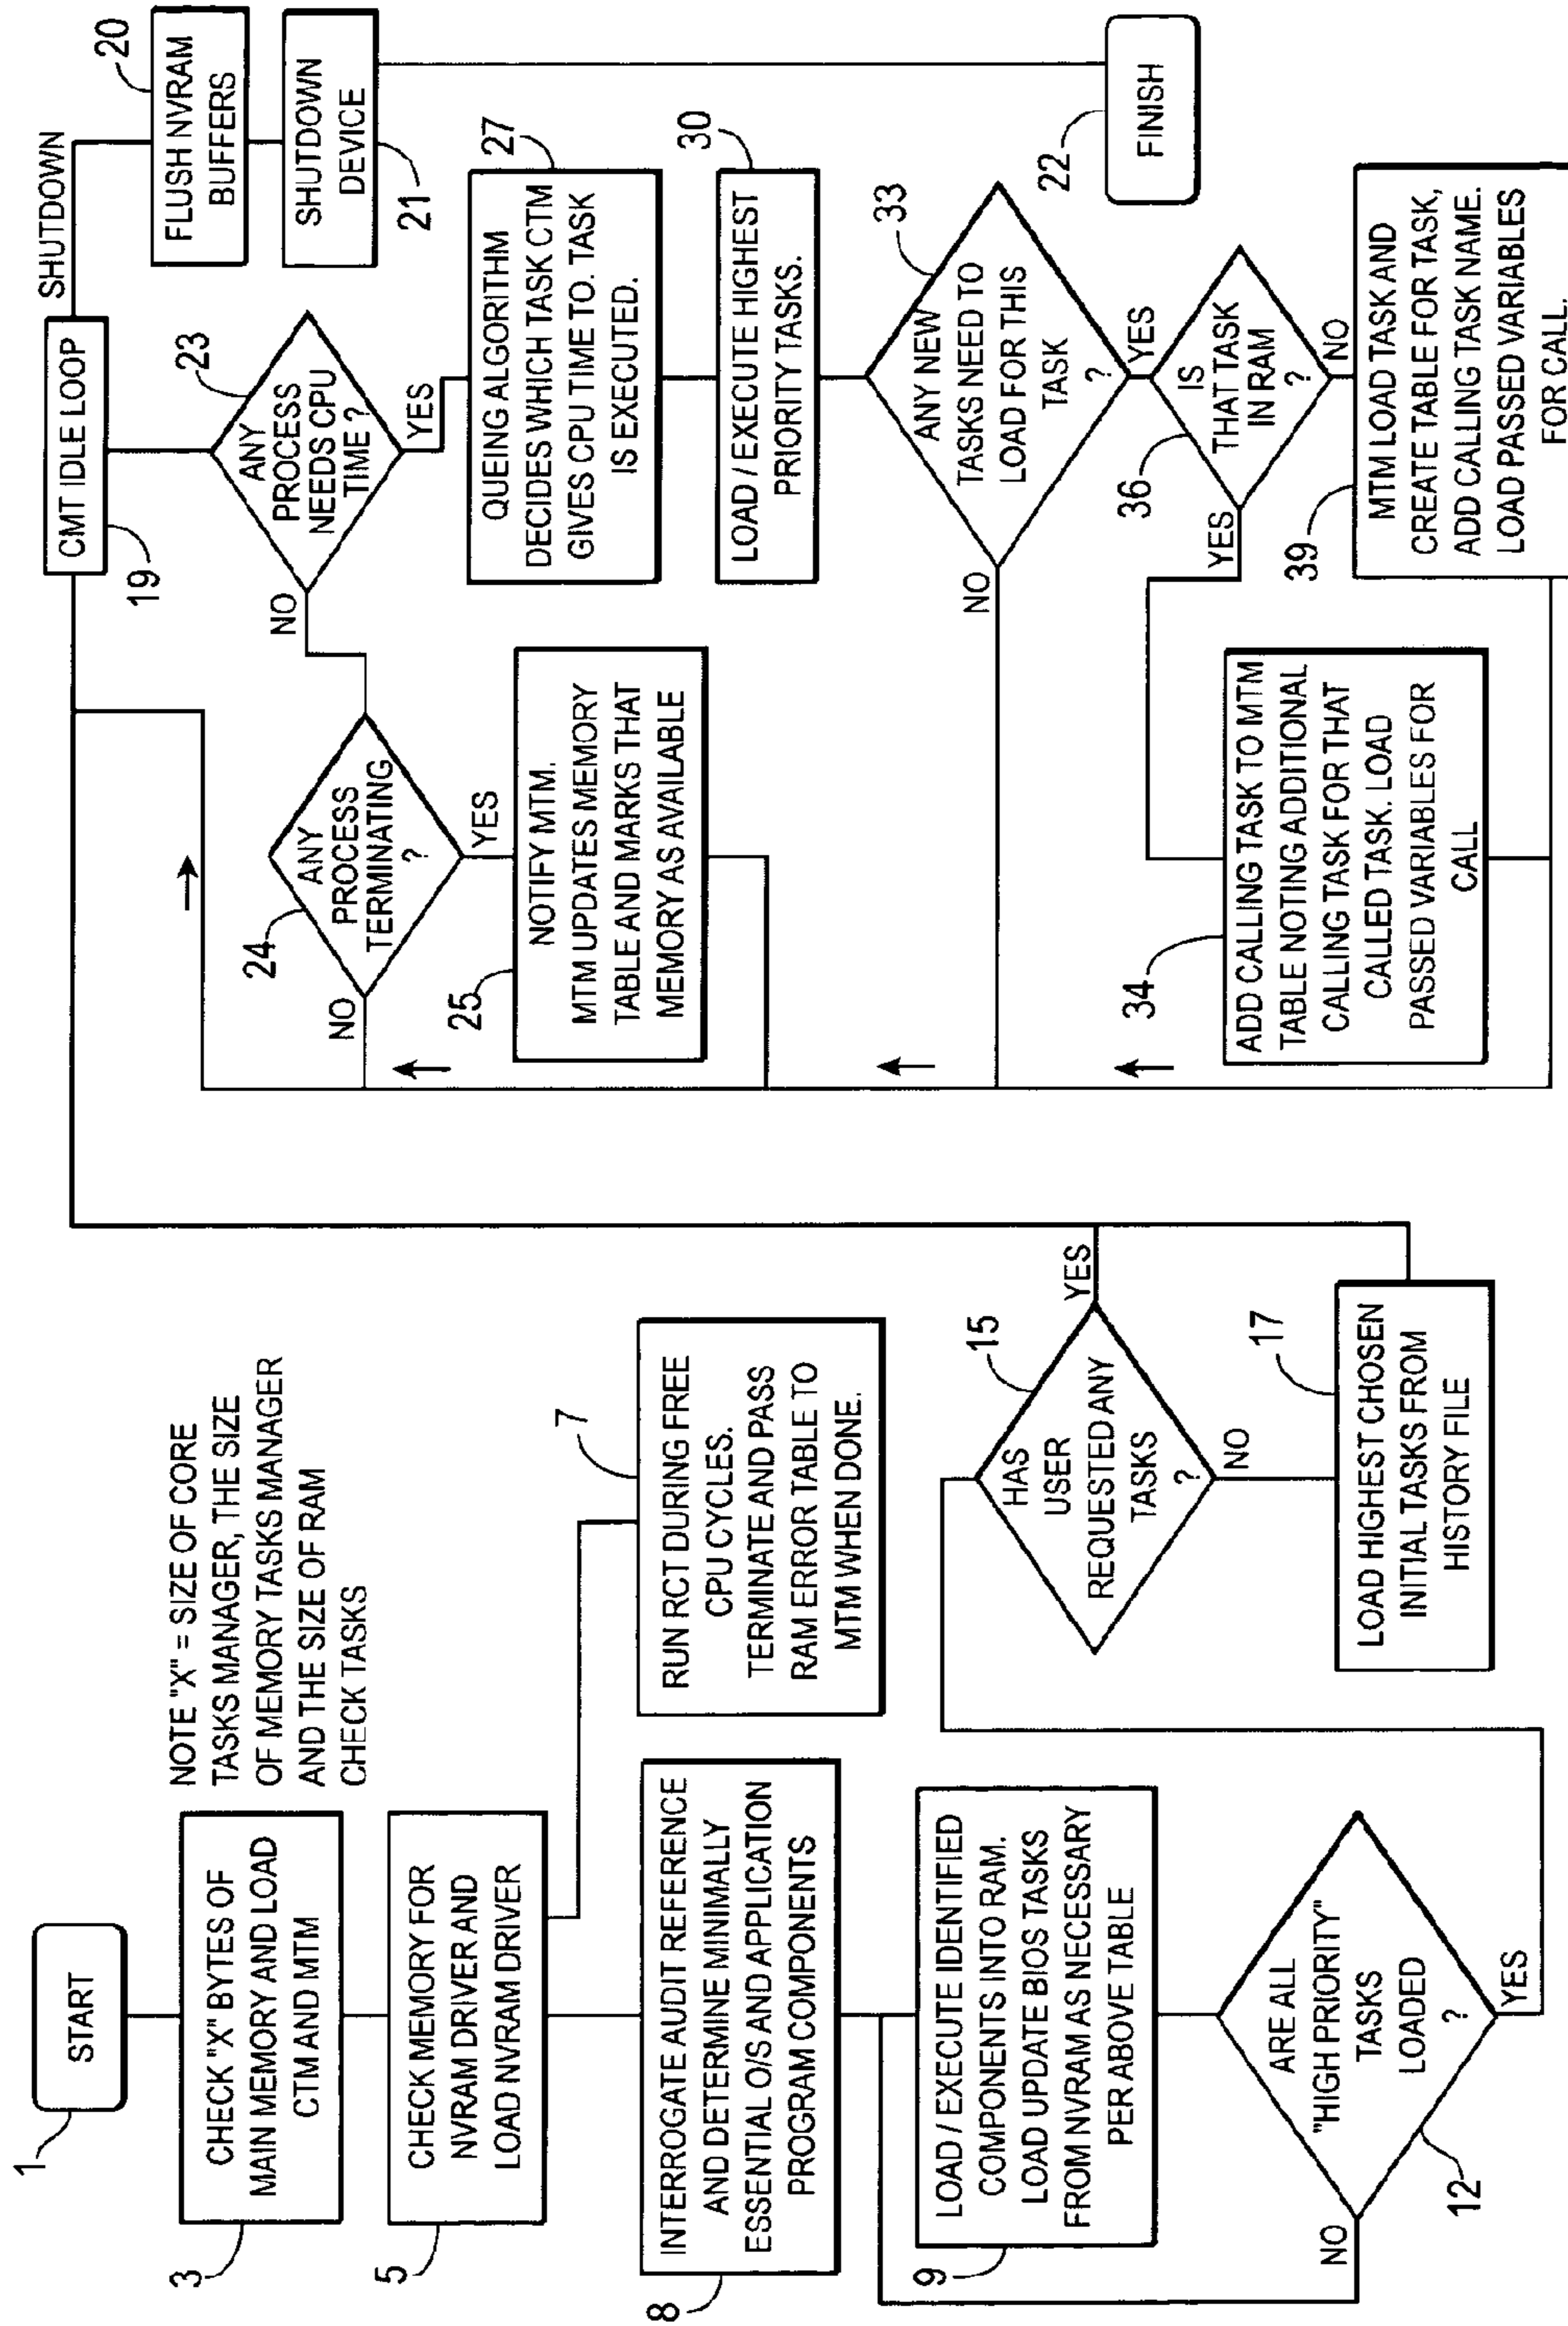 1
START
NOTE "X" = SIZE OF CORE
TASKS MANAGER, THE SIZE
OF MEMORY TASKS MANAGER
AND THE SIZE OF RAM
CHECK TASKS
3
CHECK "X" BYTES OF
MAIN MEMORY AND LOAD
CTM AND MTM
5
CHECK MEMORY FOR
NVRAM DRIVER AND
LOAD NVRAM DRIVER
7
RUN RCT DURING FREE
CPU CYCLES.
TERMINATE AND PASS
RAM ERROR TABLE TO
MTM WHEN DONE.
8
INTERROGATE AUDIT REFERENCE
AND DETERMINE MINIMALLY
ESSENTIAL O/S AND APPLICATION
PROGRAM COMPONENTS
9
LOAD / EXECUTE IDENTIFIED
COMPONENTS INTO RAM.
LOAD UPDATE BIOS TASKS
FROM NVRAM AS NECESSARY
PER ABOVE TABLE
12
ARE ALL
"HIGH PRIORITY"
TASKS
LOADED
?
NO
YES
15
HAS
USER
REQUESTED ANY
TASKS
?
YES
NO
17
LOAD HIGHEST CHOSEN
INITIAL TASKS FROM
HISTORY FILE
19
CMT IDLE LOOP
SHUTDOWN
20
FLUSH NVRAM
BUFFERS
SHUTDOWN
DEVICE
21
22
FINISH
23
ANY
PROCESS
NEEDS CPU
TIME ?
NO
YES
24
ANY
PROCESS
TERMINATING
?
NO
YES
25
NOTIFY MTM.
MTM UPDATES MEMORY
TABLE AND MARKS THAT
MEMORY AS AVAILABLE
27
QUEING ALGORITHM
DECIDES WHICH TASK CTM
GIVES CPU TIME TO. TASK
IS EXECUTED.
30
LOAD / EXECUTE HIGHEST
PRIORITY TASKS.
33
ANY NEW
TASKS NEED TO
LOAD FOR THIS
TASK
?
NO
YES
36
IS
THAT TASK
IN RAM
?
YES
NO
34
ADD CALLING TASK TO MTM
TABLE NOTING ADDITIONAL
CALLING TASK FOR THAT
CALLED TASK. LOAD
PASSED VARIABLES FOR
CALL
39
MTM LOAD TASK AND
CREATE TABLE FOR TASK,
ADD CALLING TASK NAME.
LOAD PASSED VARIABLES
FOR CALL.